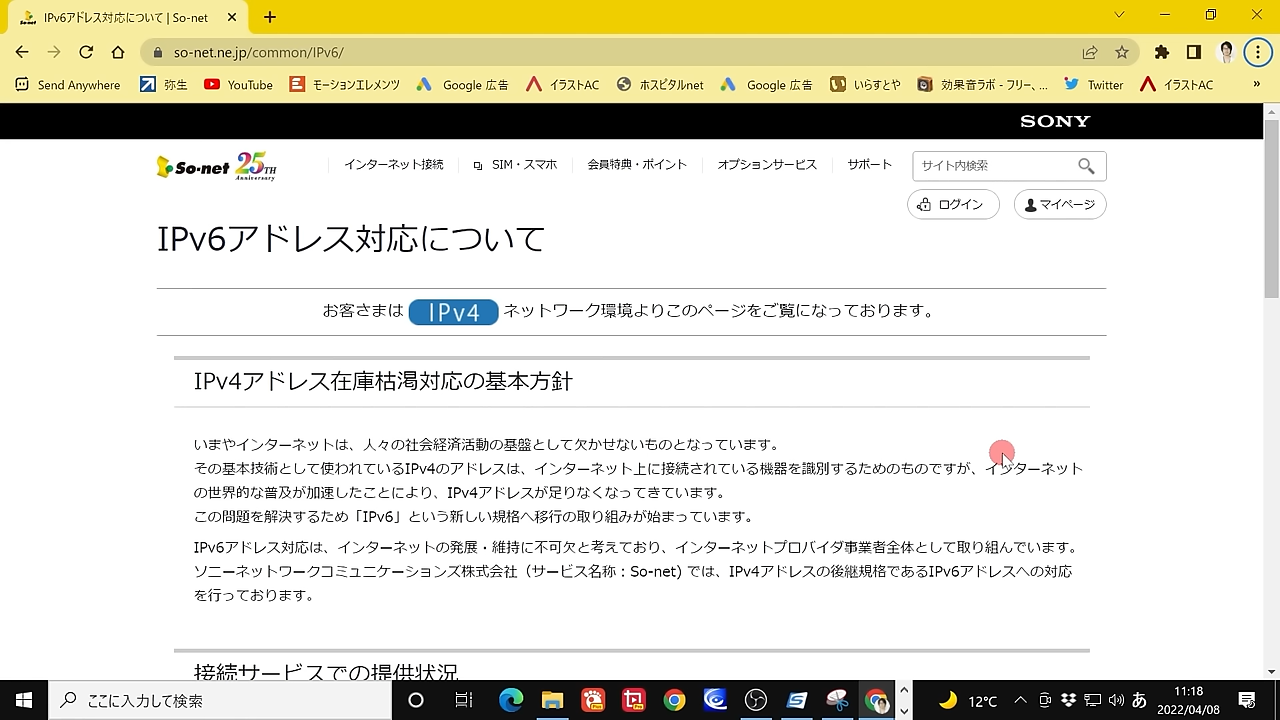 IPv6アドレス対応について | So-net
so-net.ne.jp/common/IPv6/
Send Anywhere 弥生 YouTube モーションエレメンツ Google 広告 イラストAC ホスピタルnet Google 広告 いらすとや 効果音ラボ - フリー、... Twitter イラストAC »
SONY
So-net 25TH Anniversary インターネット接続 SIM・スマホ 会員特典・ポイント オプションサービス サポート サイト内検索
ログイン マイページ
IPv6アドレス対応について
お客さまは IPv4 ネットワーク環境よりこのページをご覧になっております。
IPv4アドレス在庫枯渇対応の基本方針
いまやインターネットは、人々の社会経済活動の基盤として欠かせないものとなっています。
その基本技術として使われているIPv4のアドレスは、インターネット上に接続されている機器を識別するためのものですが、インターネット
の世界的な普及が加速したことにより、IPv4アドレスが足りなくなってきています。
この問題を解決するため「IPv6」という新しい規格へ移行の取り組みが始まっています。
IPv6アドレス対応は、インターネットの発展・維持に不可欠と考えており、インターネットプロバイダ事業者全体として取り組んでいます。
ソニーネットワークコミュニケーションズ株式会社（サービス名称：So-net) では、IPv4アドレスの後継規格であるIPv6アドレスへの対応
を行っております。
接続サービスでの提供状況
ここに入力して検索
12℃ あ 11:18
2022/04/08